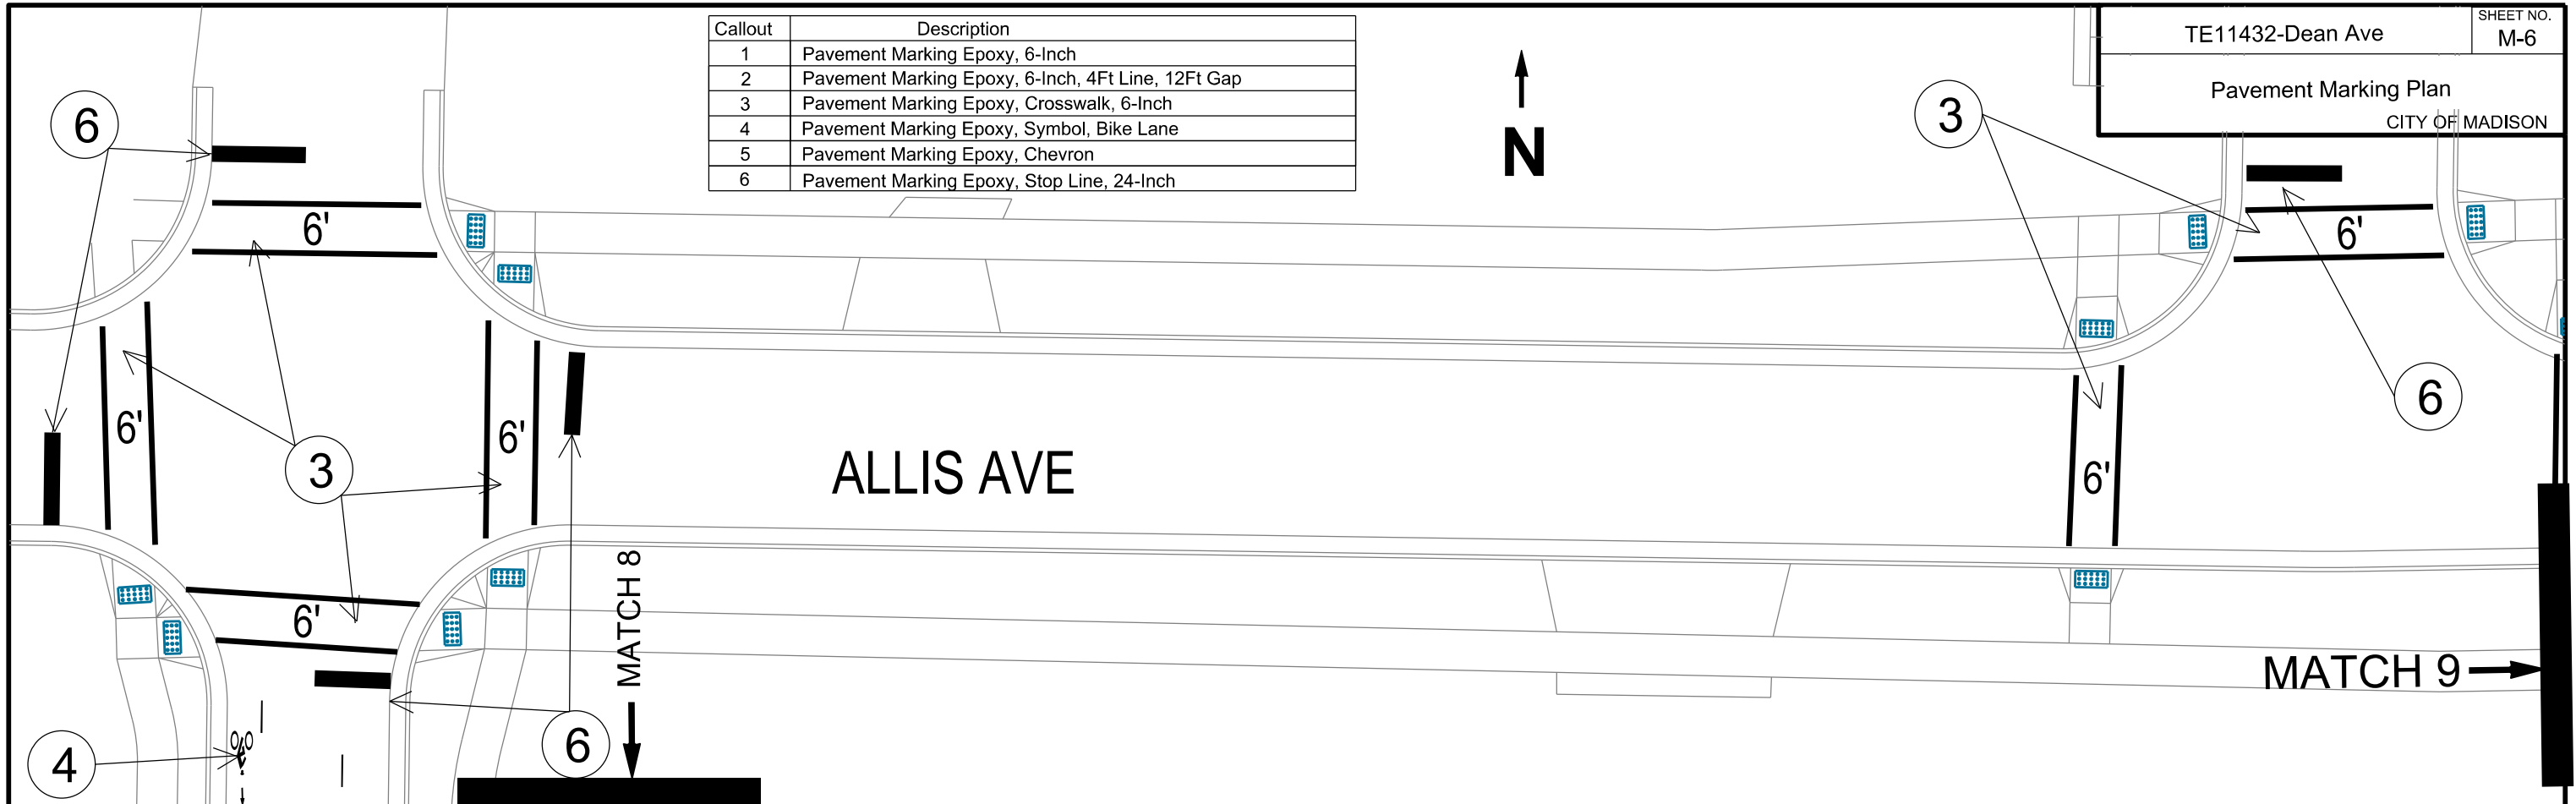 Callout Description
1 Pavement Marking Epoxy, 6-Inch
2 Pavement Marking Epoxy, 6-Inch, 4Ft Line, 12Ft Gap
3 Pavement Marking Epoxy, Crosswalk, 6-Inch
4 Pavement Marking Epoxy, Symbol, Bike Lane
5 Pavement Marking Epoxy, Chevron
6 Pavement Marking Epoxy, Stop Line, 24-Inch
TE11432-Dean Ave
SHEET NO.
M-6
Pavement Marking Plan
CITY OF MADISON
N
6
3
6'
6'
6'
6'
3
6'
ALLIS AVE
6'
6
6'
MATCH 8
MATCH 9
4
6